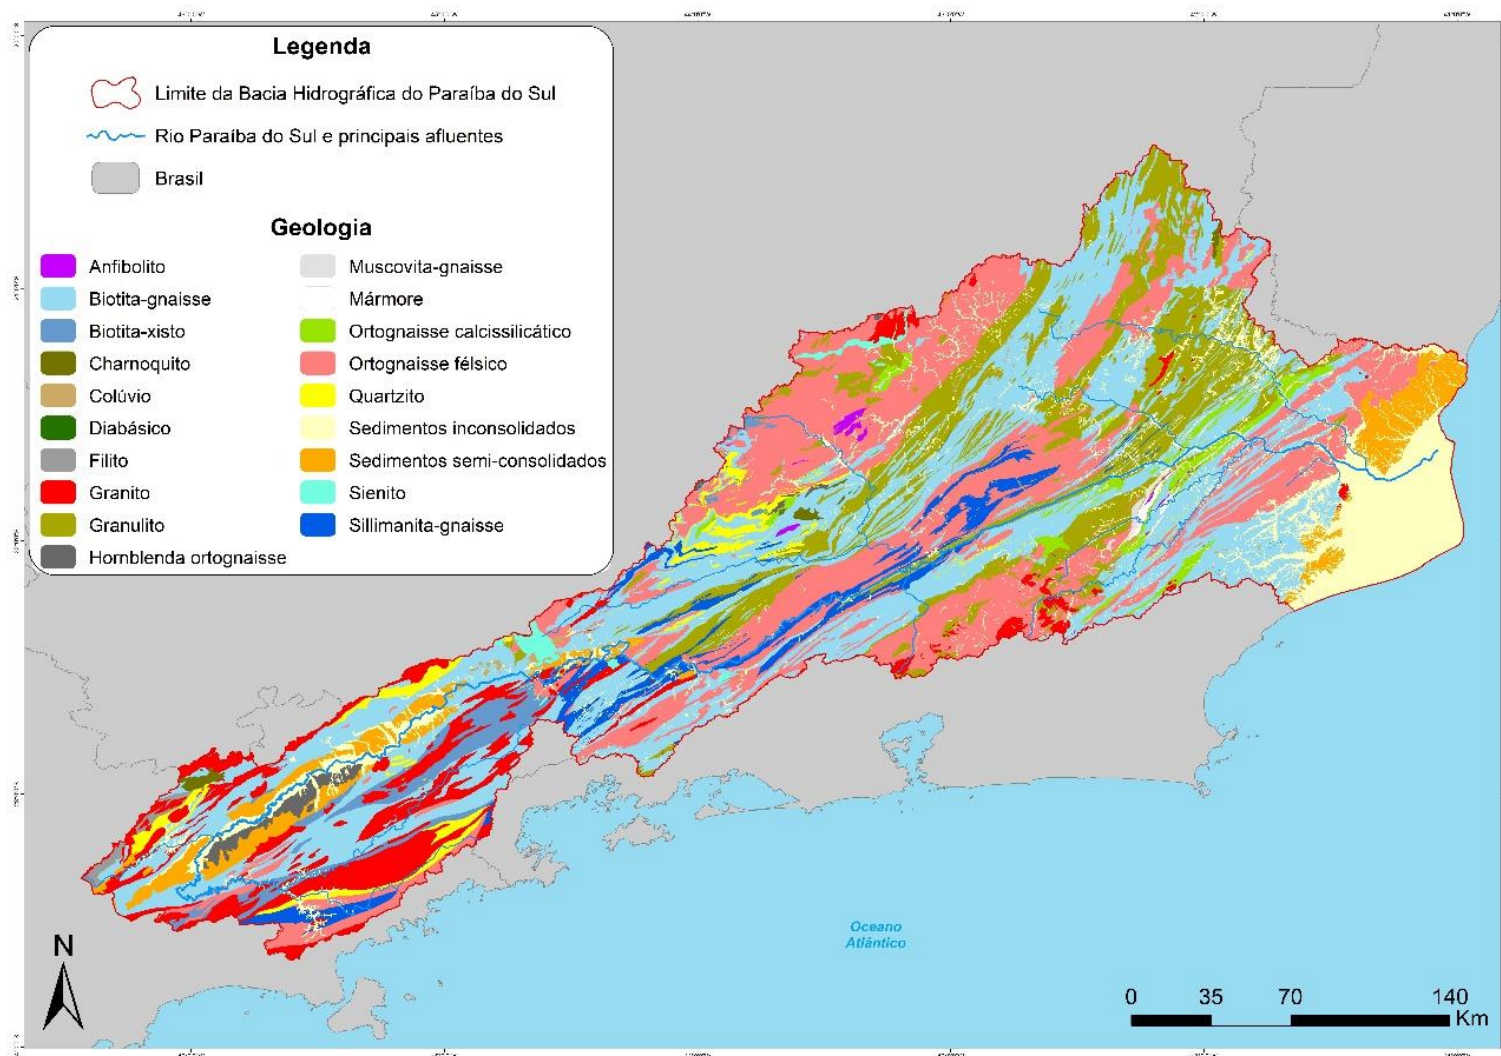 Legenda
Limite da Bacia Hidrográfica do Paraíba do Sul
Rio Paraíba do Sul e principais afluentes
Brasil
Geologia
Anfibolito
Biotita-gnaisse
Biotita-xisto
Charnoquito
Colúvio
Diabásico
Filito
Granito
Granulito
Hornblenda ortognaisse
Muscovita-gnaisse
Mármore
Ortognaisse calcissilicático
Ortognaisse félsico
Quartzito
Sedimentos inconsolidados
Sedimentos semi-consolidados
Sienito
Sillimanita-gnaisse
Oceano
Atlântico
N
0 35 70 140
Km